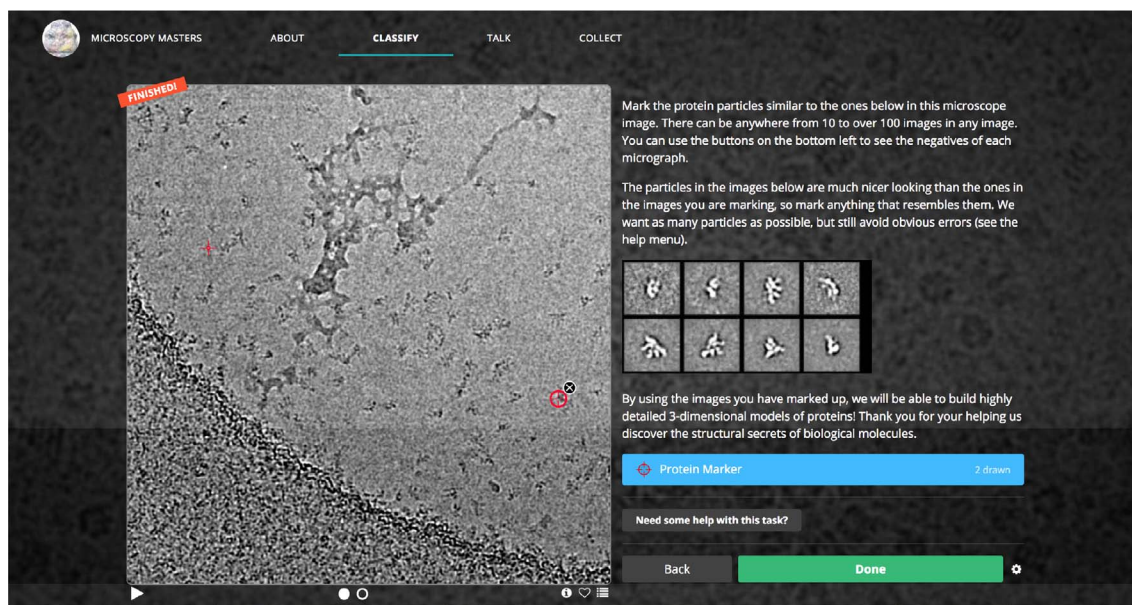 MICROSCOPY MASTERS ABOUT CLASSIFY TALK COLLECT
FINISHED!
Mark the protein particles similar to the ones below in this microscope
image. There can be anywhere from 10 to over 100 images in any image.
You can use the buttons on the bottom left to see the negatives of each
micrograph.
The particles in the images below are much nicer looking than the ones in
the images you are marking, so mark anything that resembles them. We
want as many particles as possible, but still avoid obvious errors (see the
help menu).
By using the images you have marked up, we will be able to build highly
detailed 3-dimensional models of proteins! Thank you for your helping us
discover the structural secrets of biological molecules.
Protein Marker 2 drawn
Need some help with this task?
Back Done